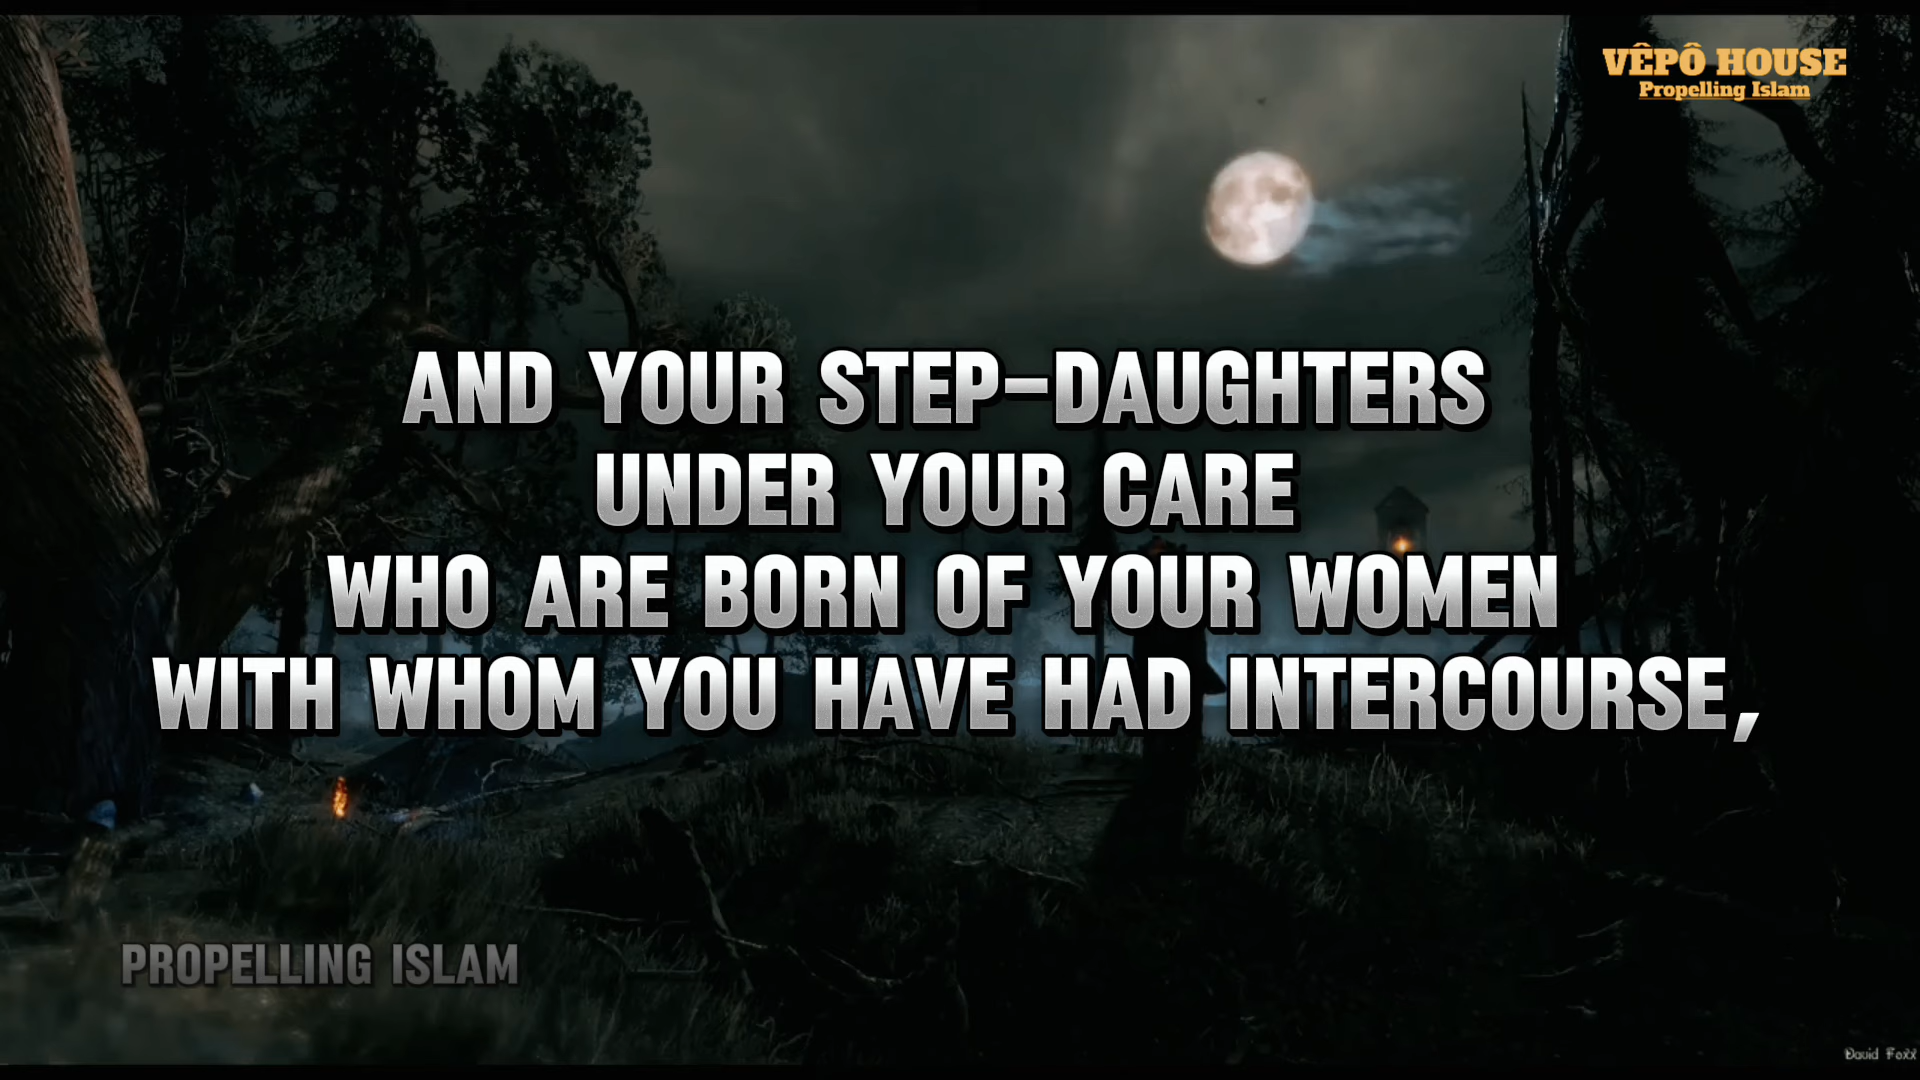 VÊPÔ HOUSE
Propelling Islam
AND YOUR STEP-DAUGHTERS
UNDER YOUR CARE
WHO ARE BORN OF YOUR WOMEN
WITH WHOM YOU HAVE HAD INTERCOURSE,
PROPELLING ISLAM
David Foxx